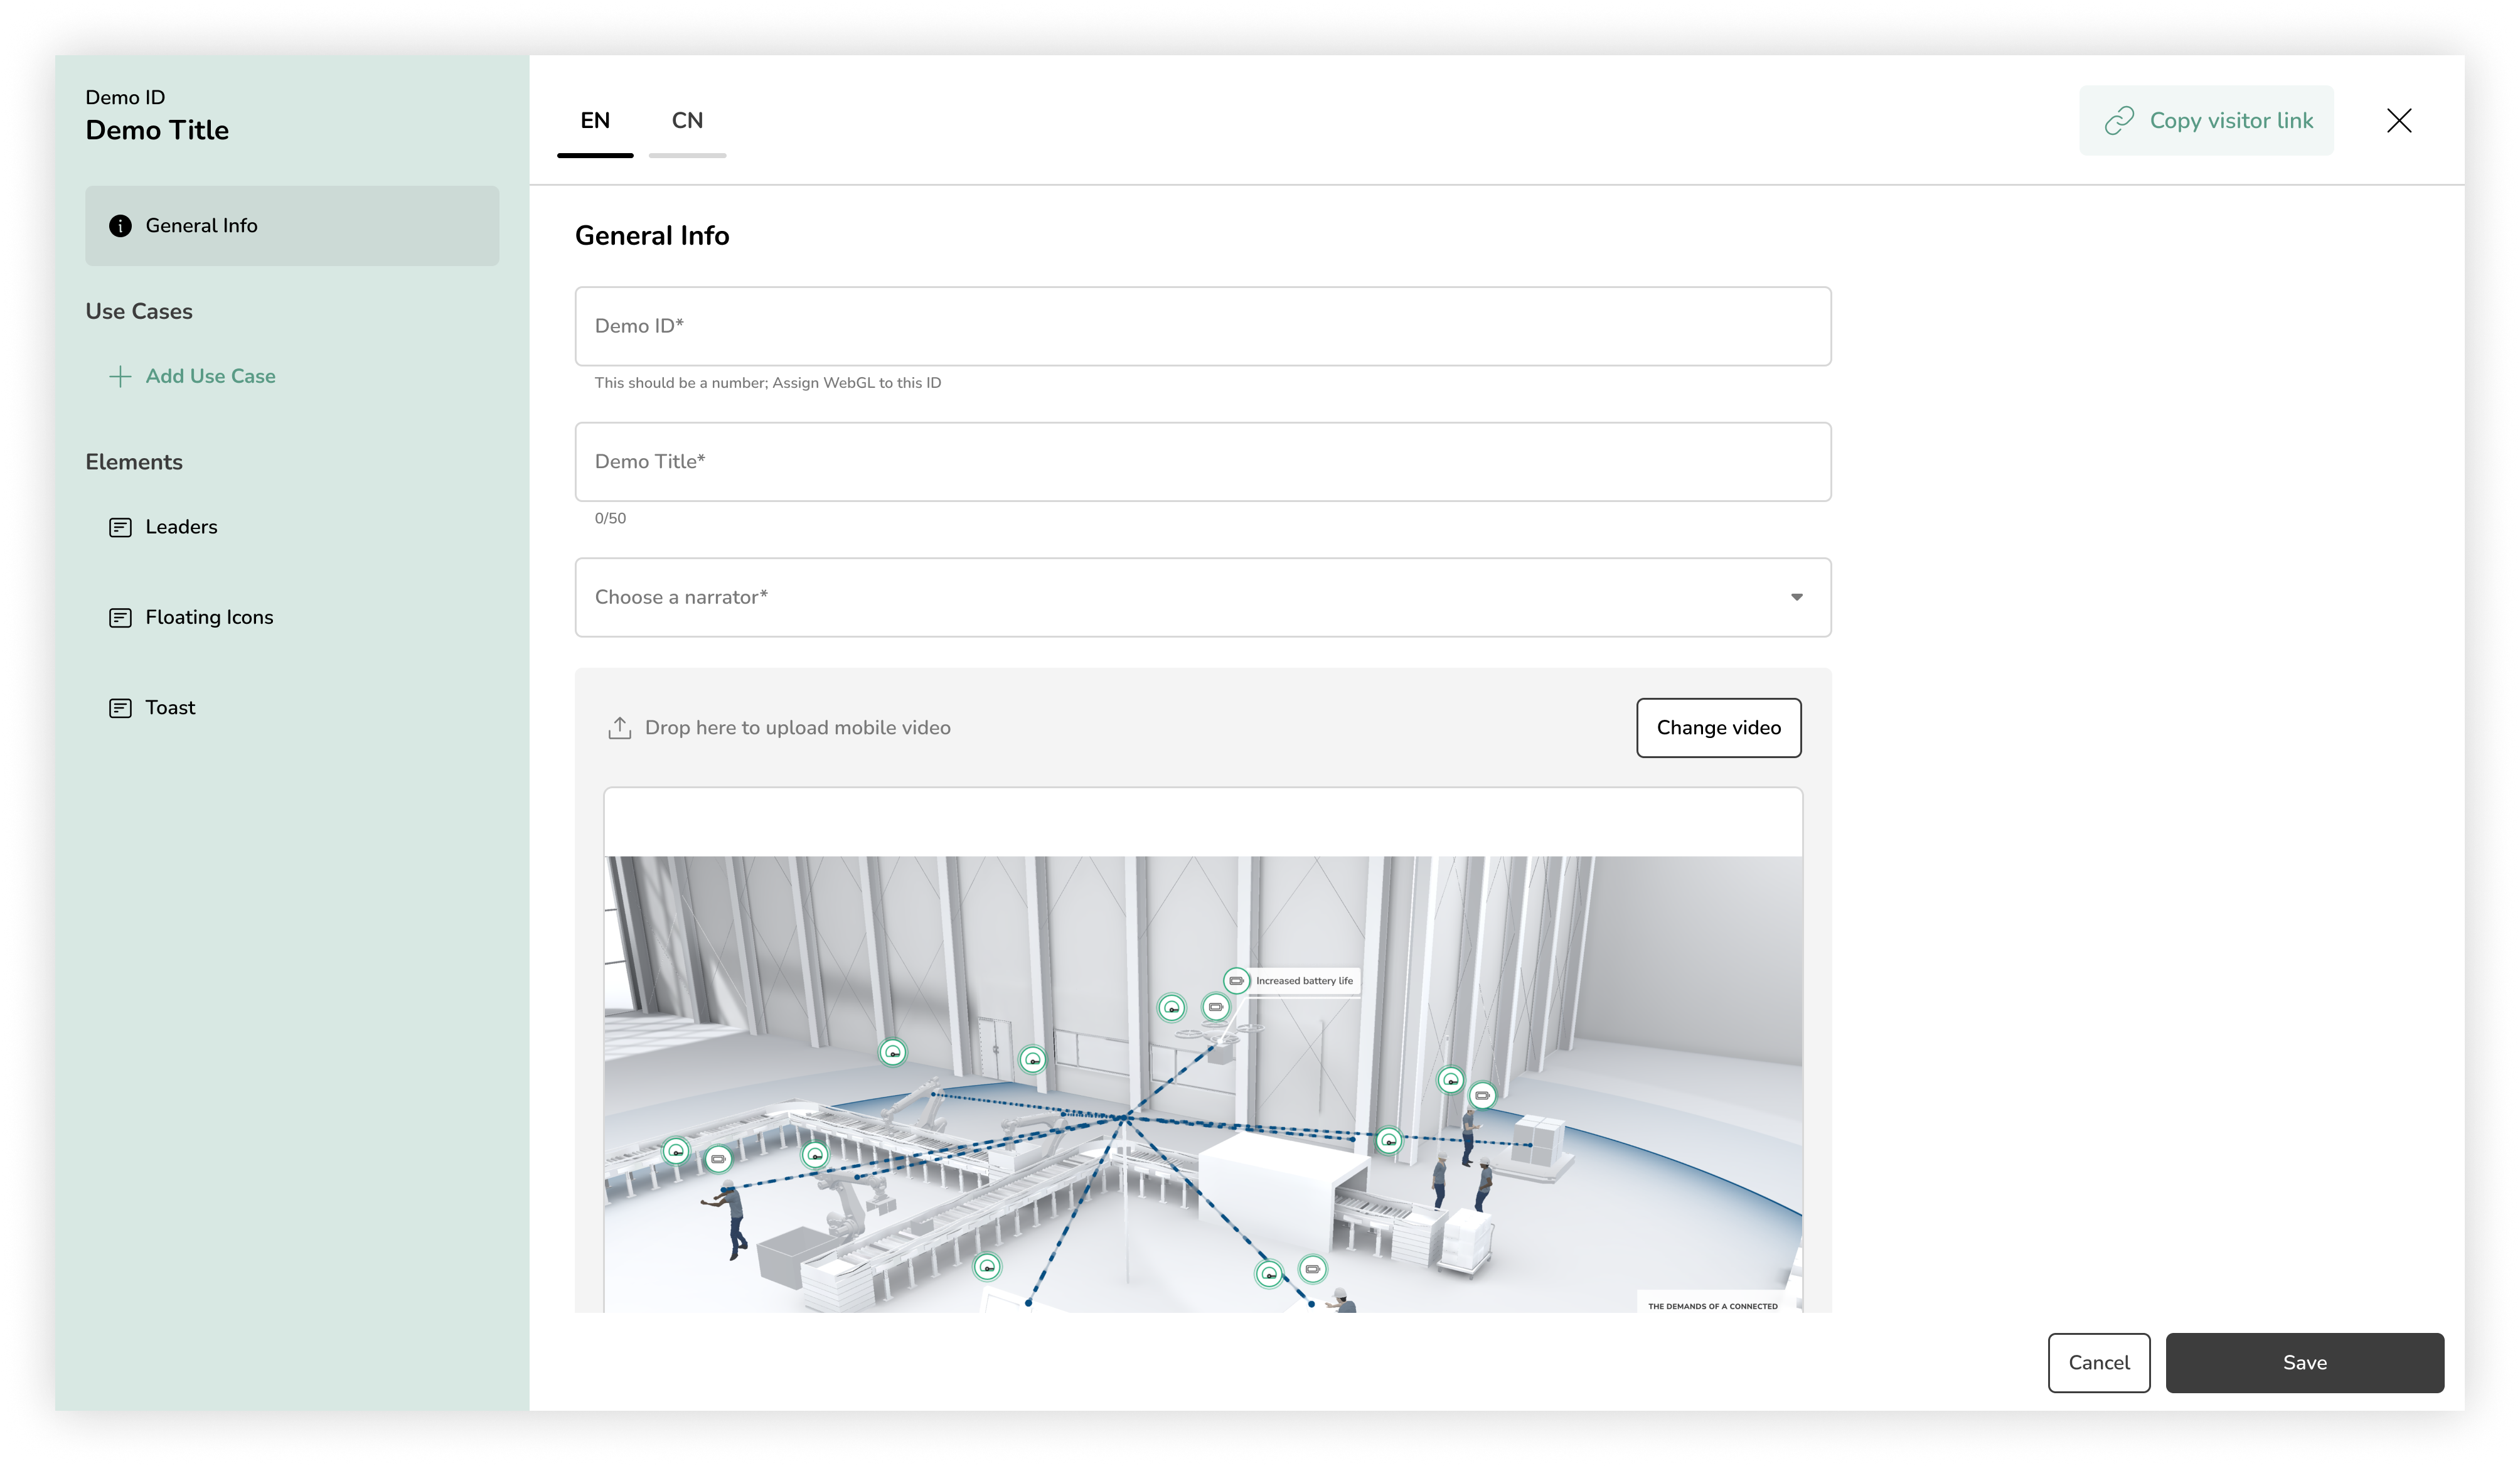 Demo ID
Demo Title
General Info
Use Cases
Add Use Case
Elements
Leaders
Floating Icons
Toast
EN
CN
Copy visitor link
General Info
Demo ID*
This should be a number; Assign WebGL to this ID
Demo Title*
0/50
Choose a narrator*
Drop here to upload mobile video
Change video
Increased battery life
THE DEMANDS OF A CONNECTED
Cancel
Save